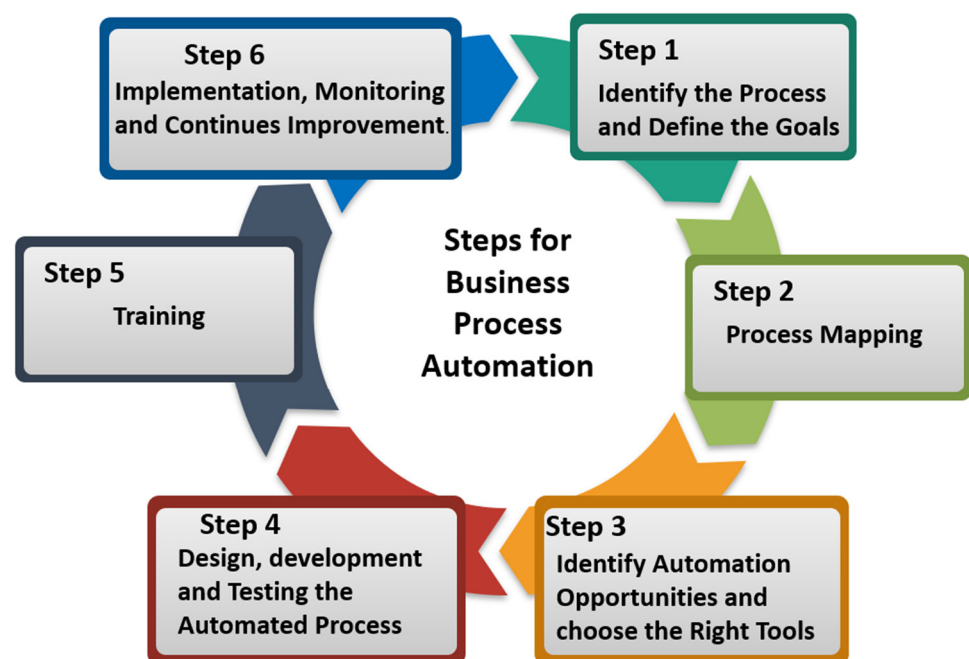 Steps for
Business
Process
Automation
Step 1
Identify the Process
and Define the Goals
Step 2
Process Mapping
Step 3
Identify Automation
Opportunities and
choose the Right Tools
Step 4
Design, development
and Testing the
Automated Process
Step 5
Training
Step 6
Implementation, Monitoring
and Continues Improvement.